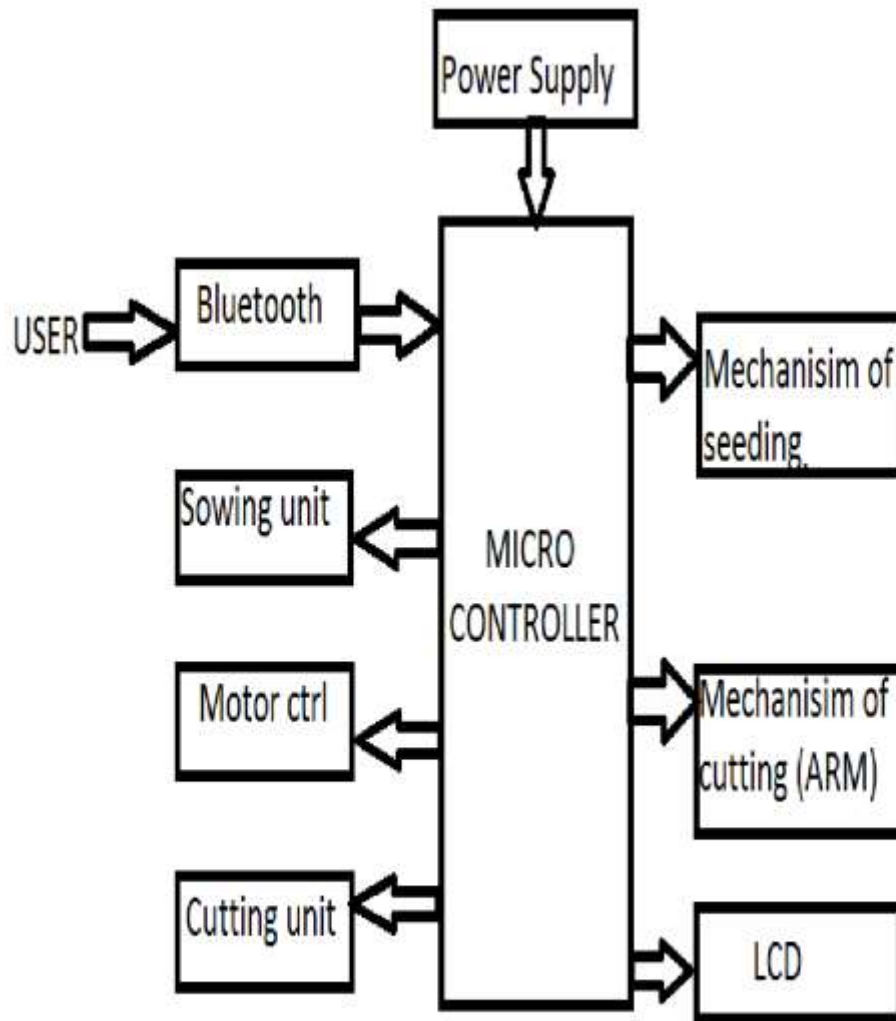 Power Supply
USER
Bluetooth
Sowing unit
Motor ctrl
Cutting unit
MICRO
CONTROLLER
Mechanisim of
seeding.
Mechanisim of
cutting (ARM)
LCD